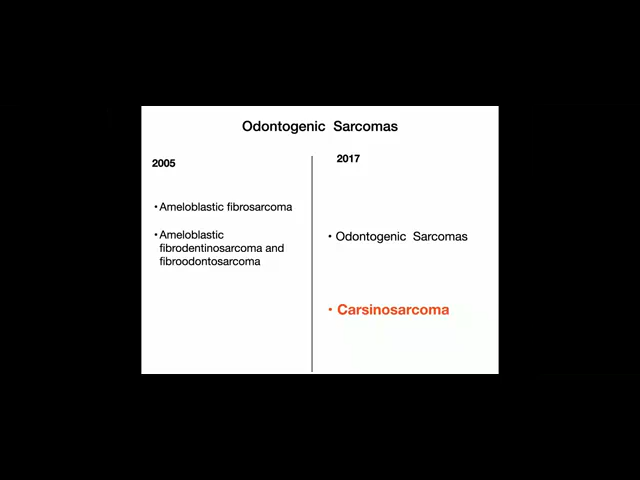 Odontogenic Sarcomas
2005
• Ameloblastic fibrosarcoma
• Ameloblastic
fibrodentinosarcoma and
fibroodontosarcoma
2017
• Odontogenic Sarcomas
• Carsinosarcoma